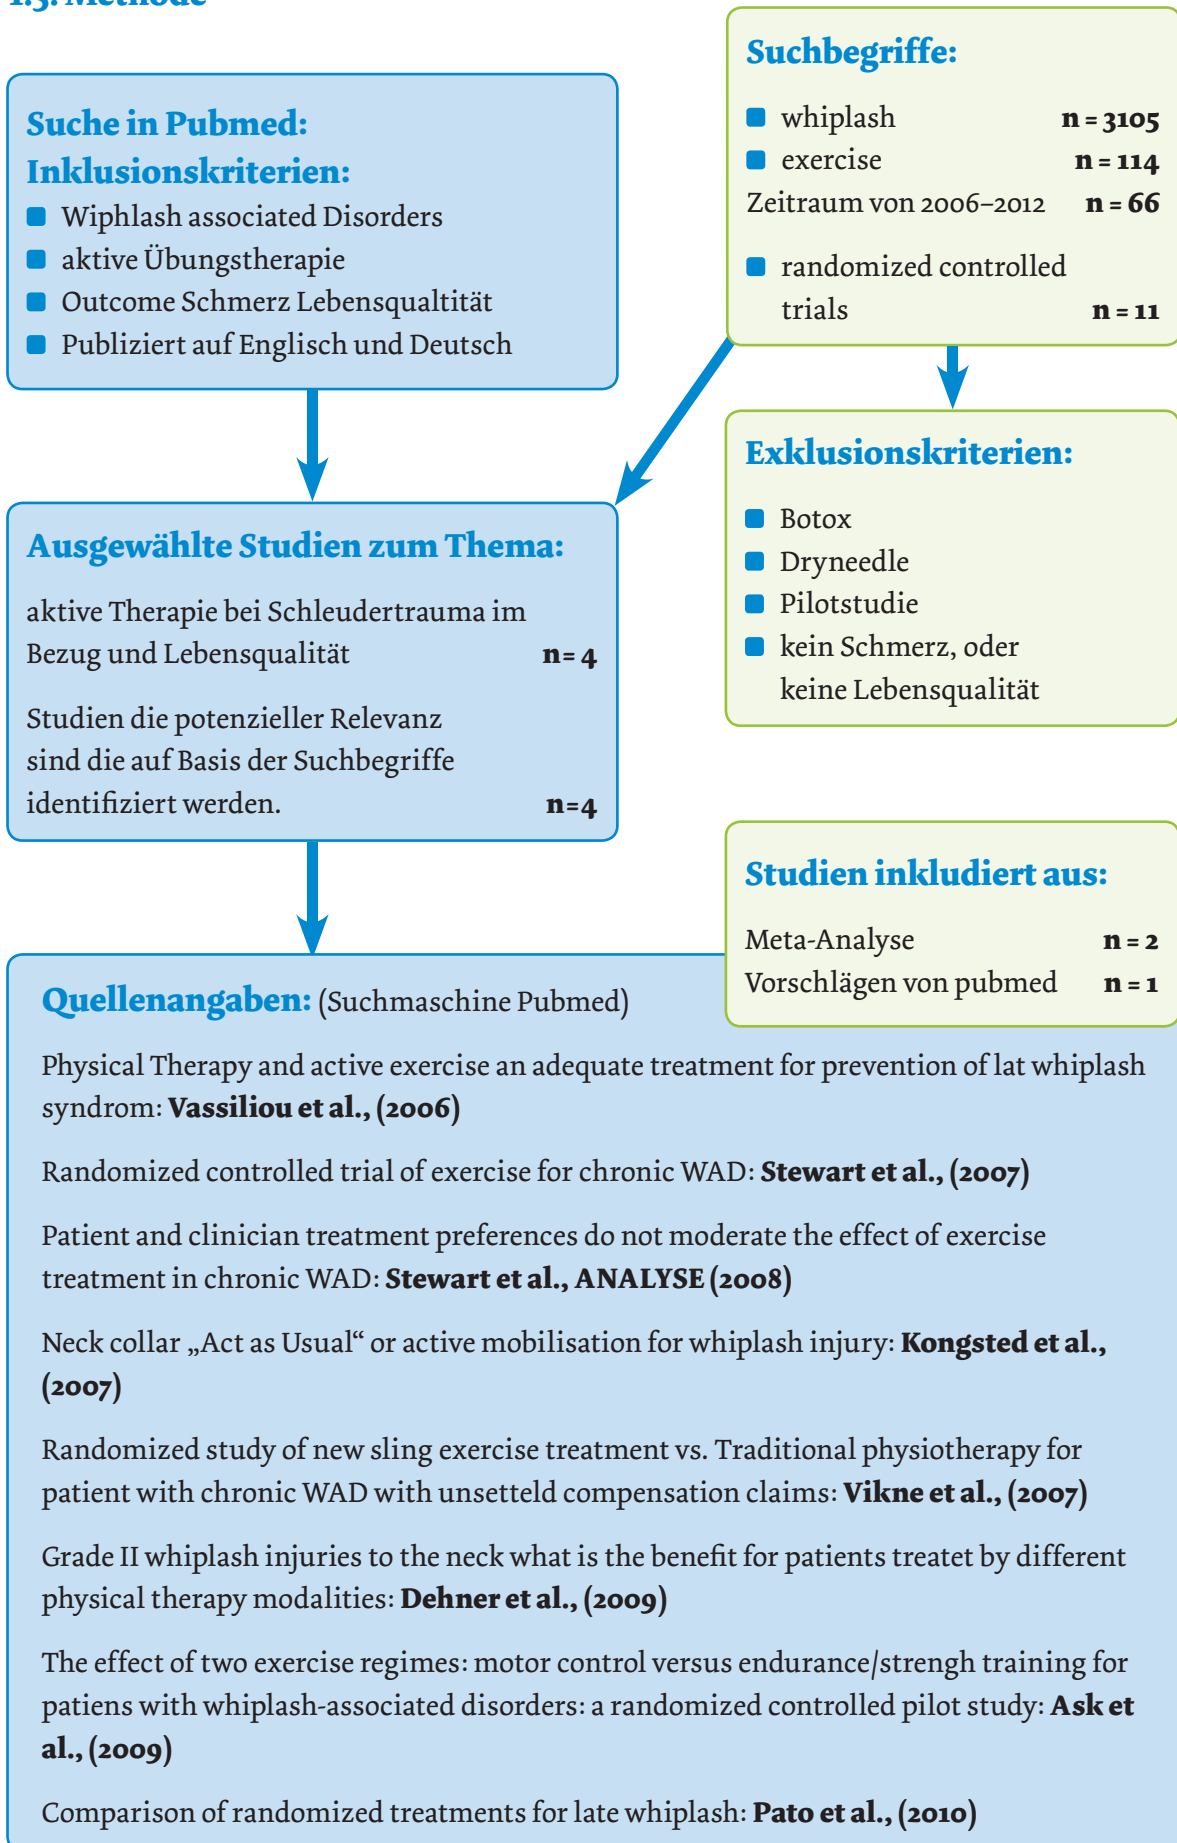 1.3. Methode
Suche in Pubmed:
Inklusionskriterien:
Wiphlash associated Disorders
aktive Übungstherapie
Outcome Schmerz Lebensqualtität
Publiziert auf Englisch und Deutsch
Suchbegriffe:
whiplash n = 3105
exercise n = 114
Zeitraum von 2006–2012 n = 66
randomized controlled
trials n = 11
Exklusionskriterien:
Botox
Dryneedle
Pilotstudie
kein Schmerz, oder
keine Lebensqualität
Ausgewählte Studien zum Thema:
aktive Therapie bei Schleudertrauma im
Bezug und Lebensqualität n= 4
Studien die potenzieller Relevanz
sind die auf Basis der Suchbegriffe
identifiziert werden. n=4
Studien inkludiert aus:
Meta-Analyse n = 2
Vorschlägen von pubmed n = 1
Quellenangaben: (Suchmaschine Pubmed)
Physical Therapy and active exercise an adequate treatment for prevention of lat whiplash
syndrom: Vassiliou et al., (2006)
Randomized controlled trial of exercise for chronic WAD: Stewart et al., (2007)
Patient and clinician treatment preferences do not moderate the effect of exercise
treatment in chronic WAD: Stewart et al., ANALYSE (2008)
Neck collar „Act as Usual“ or active mobilisation for whiplash injury: Kongsted et al.,
(2007)
Randomized study of new sling exercise treatment vs. Traditional physiotherapy for
patient with chronic WAD with unsetteld compensation claims: Vikne et al., (2007)
Grade II whiplash injuries to the neck what is the benefit for patients treatet by different
physical therapy modalities: Dehner et al., (2009)
The effect of two exercise regimes: motor control versus endurance/strengh training for
patiens with whiplash-associated disorders: a randomized controlled pilot study: Ask et
al., (2009)
Comparison of randomized treatments for late whiplash: Pato et al., (2010)